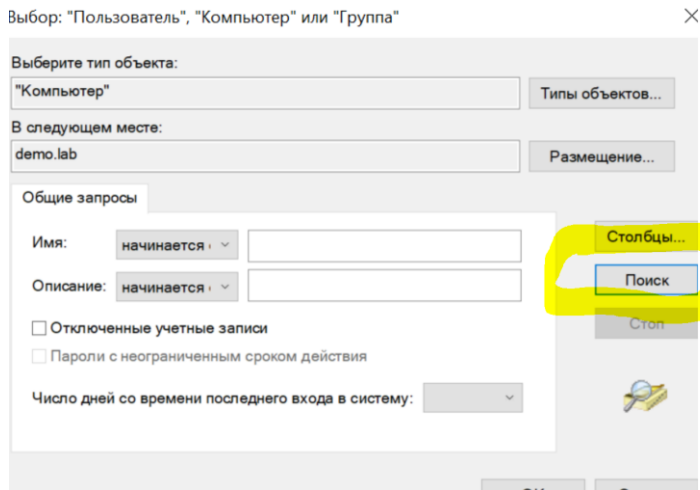 Выбор: "Пользователь", "Компьютер" или "Группа"
Выберите тип объекта:
"Компьютер"
Типы объектов...
В следующем месте:
demo.lab
Размещение...
Общие запросы
Имя:
начинается
Столбцы...
Описание:
начинается
Поиск
Отключенные учетные записи
Стоп
Пароли с неограниченным сроком действия
Число дней со времени последнего входа в систему: